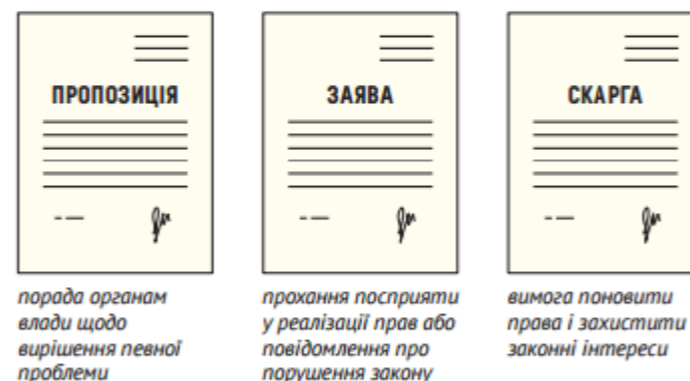 ПРОПОЗИЦІЯ
порада органам
влади щодо
вирішення певної
проблеми
ЗАЯВА
прохання посприяти
у реалізації прав або
повідомлення про
порушення закону
СКАРГА
вимога поновити
права і захистити
законні інтереси